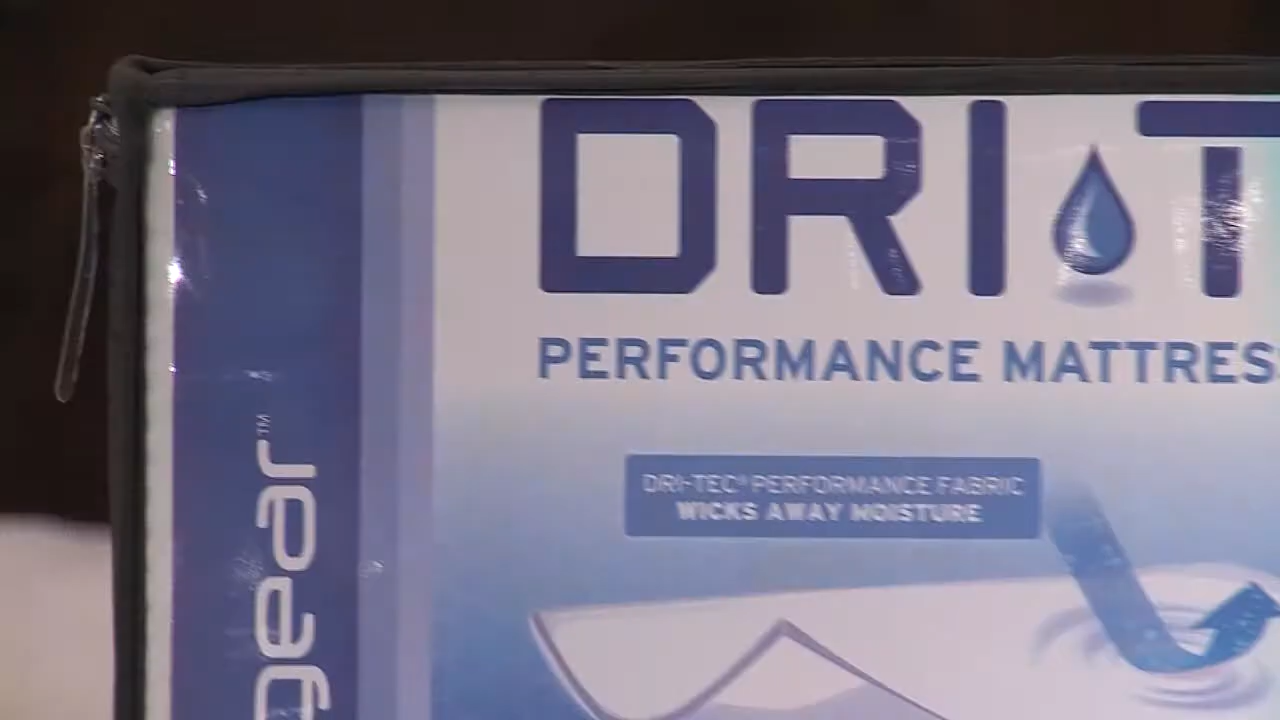 DRI T
PERFORMANCE MATTRES
DRI-TEC® PERFORMANCE FABRIC
WICKS AWAY MOISTURE
gear™